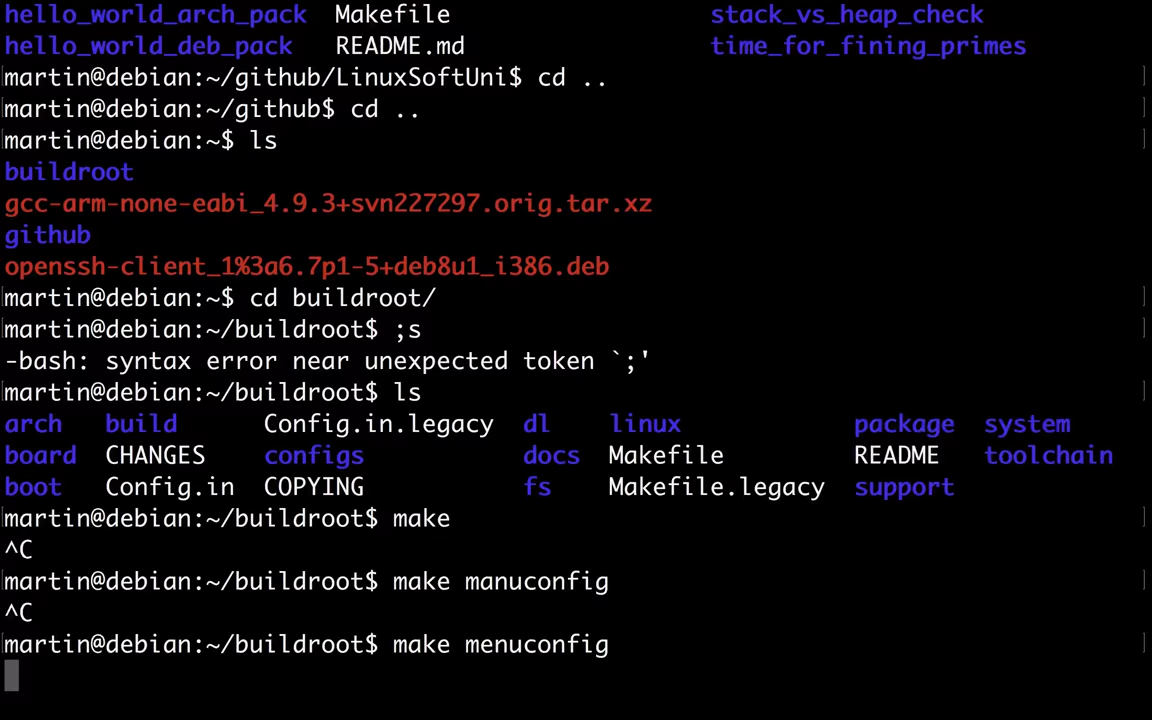 hello_world_arch_pack Makefile stack_vs_heap_check
hello_world_deb_pack README.md time_for_fining_primes
martin@debian:~/github/LinuxSoftUni$ cd ..
martin@debian:~/github$ cd ..
martin@debian:~$ ls
buildroot
gcc-arm-none-eabi_4.9.3+svn227297.orig.tar.xz
github
openssh-client_1%3a6.7p1-5+deb8u1_i386.deb
martin@debian:~$ cd buildroot/
martin@debian:~/buildroot$ ;s
-bash: syntax error near unexpected token `;'
martin@debian:~/buildroot$ ls
arch build Config.in.legacy dl linux package system
board CHANGES configs docs Makefile README toolchain
boot Config.in COPYING fs Makefile.legacy support
martin@debian:~/buildroot$ make
^C
martin@debian:~/buildroot$ make manuconfig
^C
martin@debian:~/buildroot$ make menuconfig